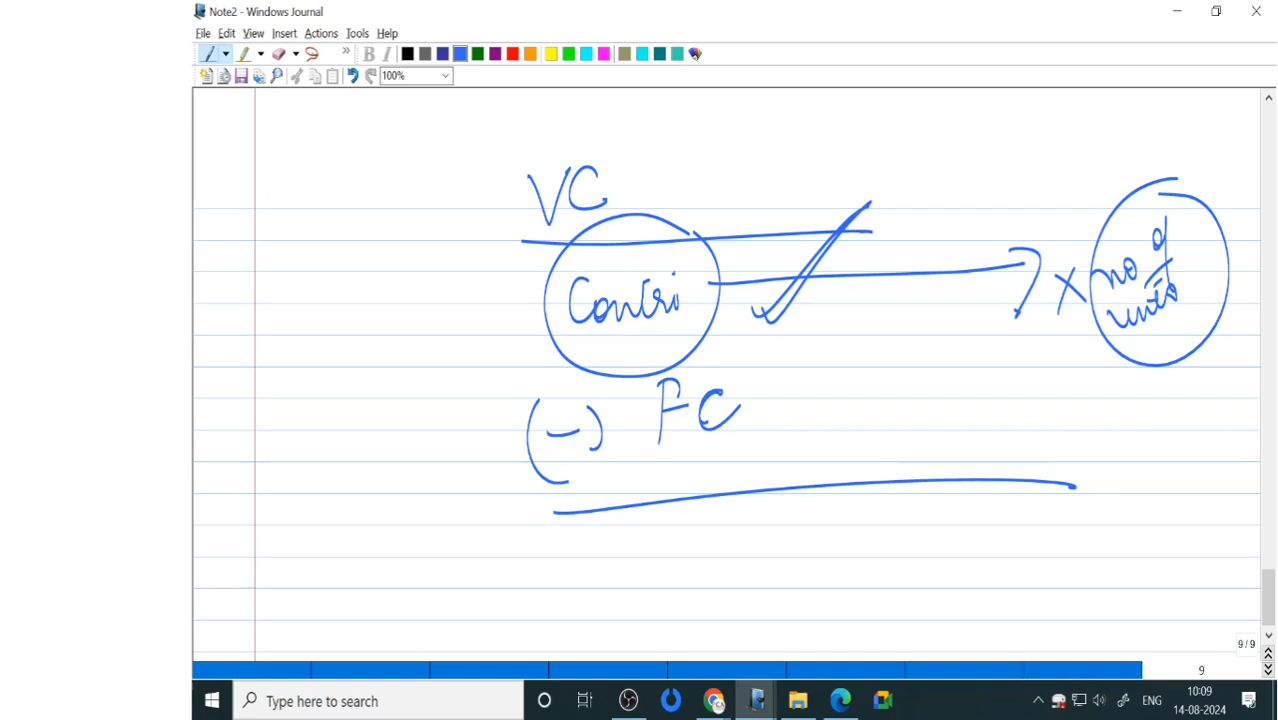 Note2 - Windows Journal
File Edit View Insert Actions Tools Help
» B I
100%
VC
Contri
× no of
units
(-) FC
9/9
9
Type here to search
ENG
10:09
14-08-2024